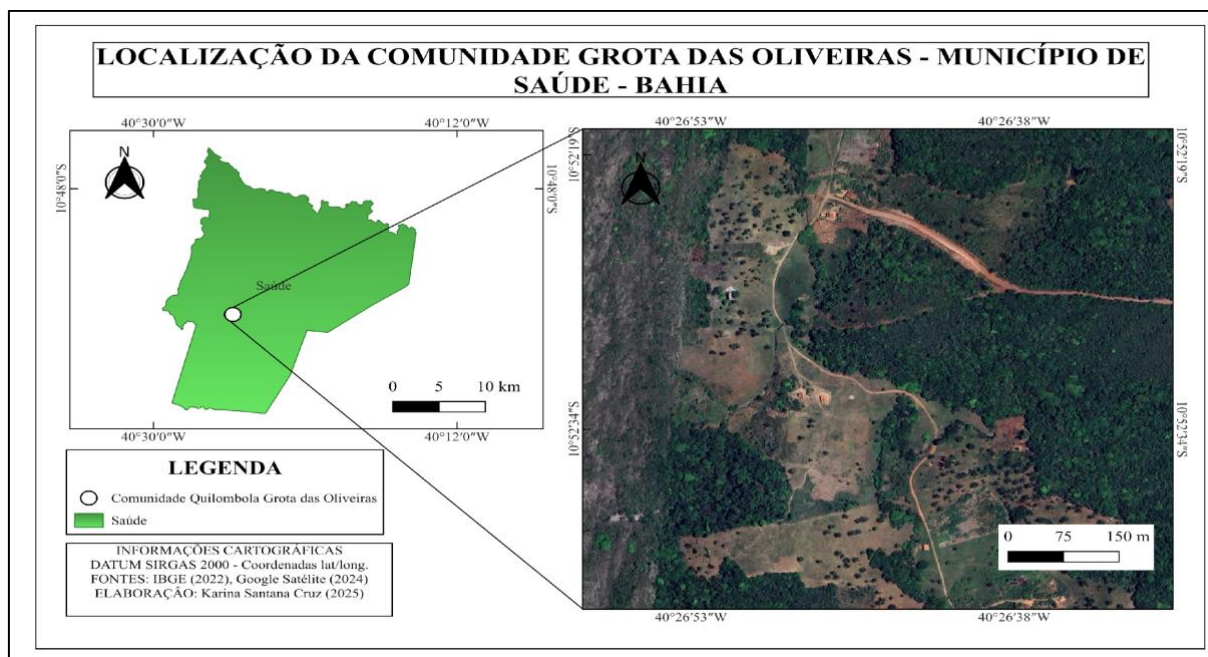 LOCALIZAÇÃO DA COMUNIDADE GROTA DAS OLIVEIRAS - MUNICÍPIO DE
SAÚDE - BAHIA
40°30'0"W
40°12'0"W
10°48'0"S
10°48'0"S
N
Saúde
0 5 10 km
40°30'0"W
40°12'0"W
40°26'53"W
40°26'38"W
10°52'19"S
10°52'19"S
N
10°52'34"S
10°52'34"S
0 75 150 m
40°26'53"W
40°26'38"W
LEGENDA
Comunidade Quilombola Grota das Oliveiras
Saúde
INFORMAÇÕES CARTOGRÁFICAS
DATUM SIRGAS 2000 - Coordenadas lat/long.
FONTES: IBGE (2022), Google Satélite (2024)
ELABORAÇÃO: Karina Santana Cruz (2025)